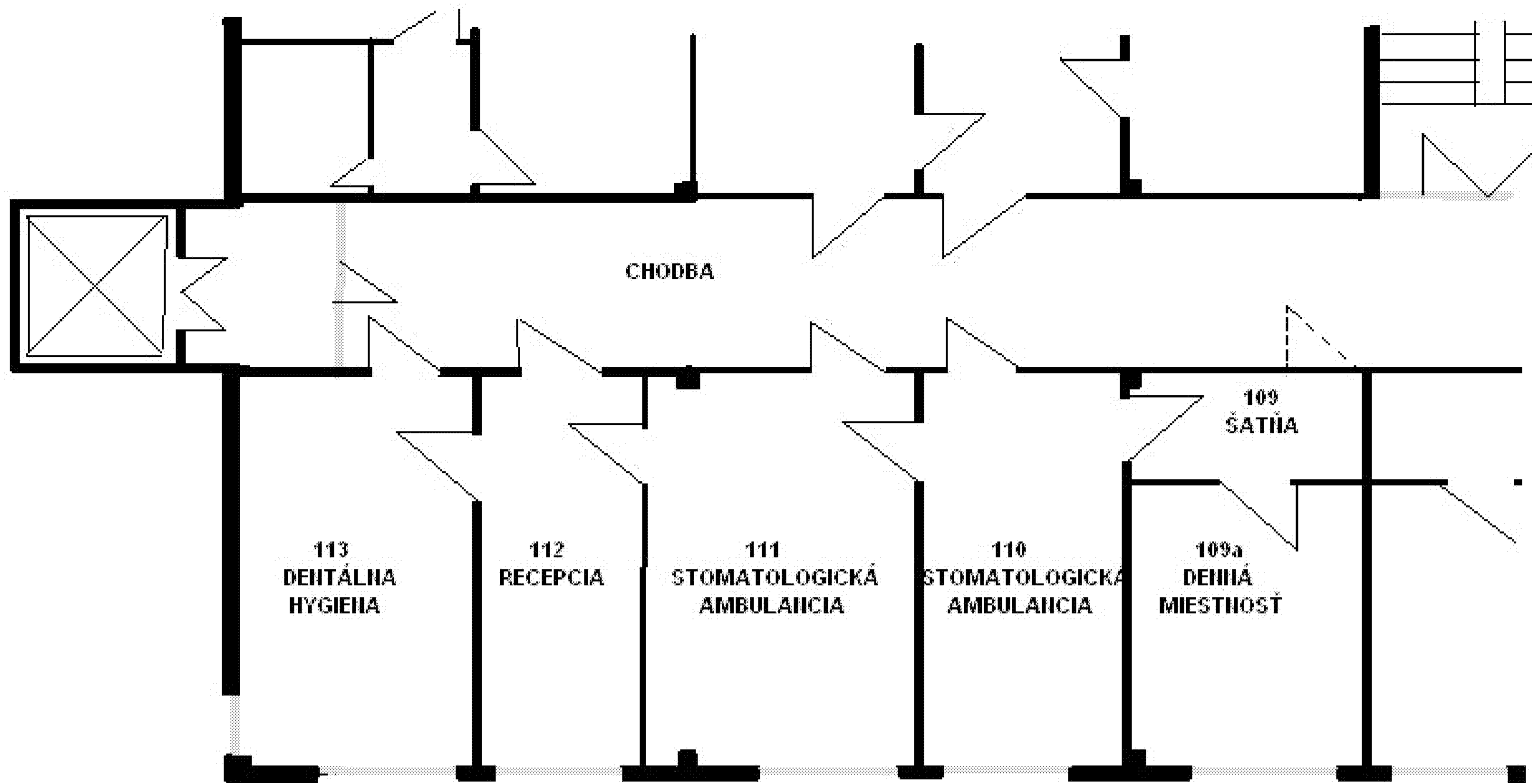 CHODBA
109
ŠATŇA
113
DENTÁLNA
HYGIENA
112
RECEPCIA
111
STOMATOLOGICKÁ
AMBULANCIA
110
STOMATOLOGICKÁ
AMBULANCIA
109a
DENNÁ
MIESTNOSŤ